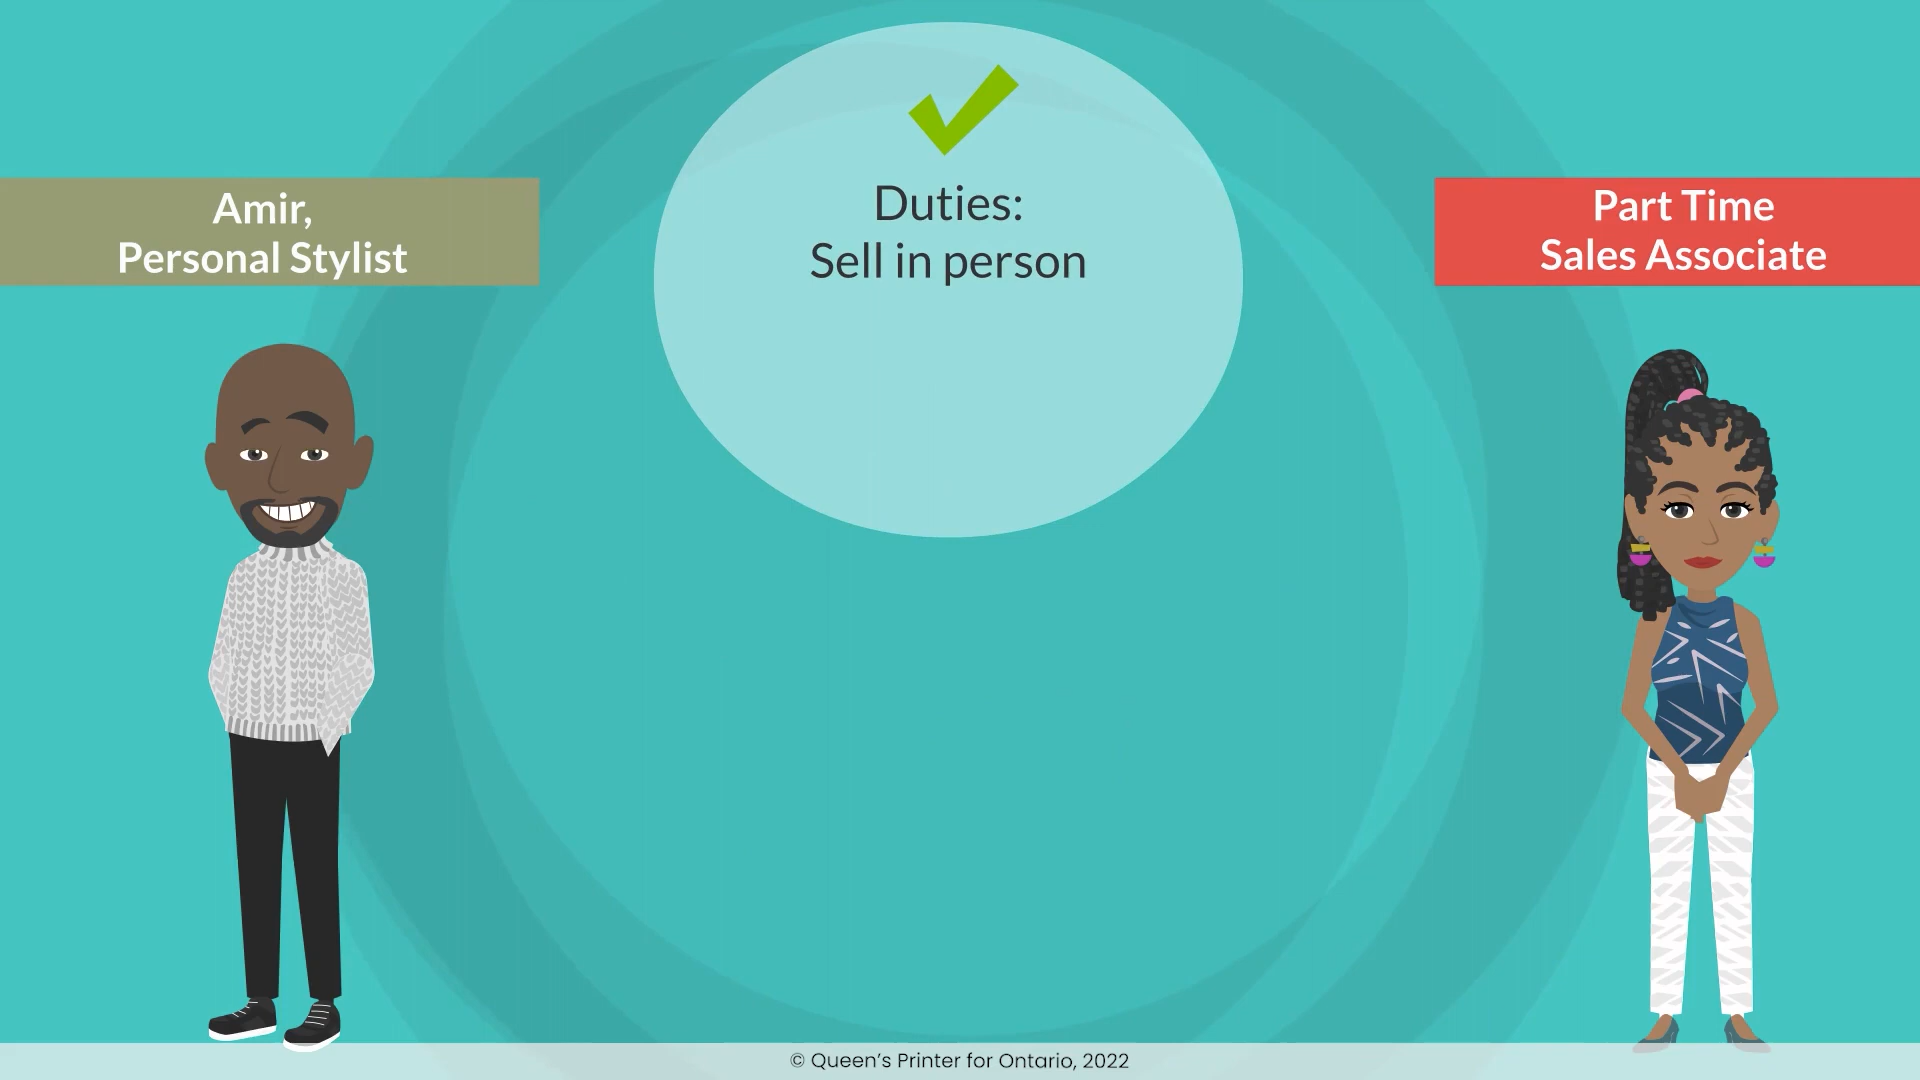 Duties:
Sell in person
Amir,
Personal Stylist
Part Time
Sales Associate
© Queen's Printer for Ontario, 2022